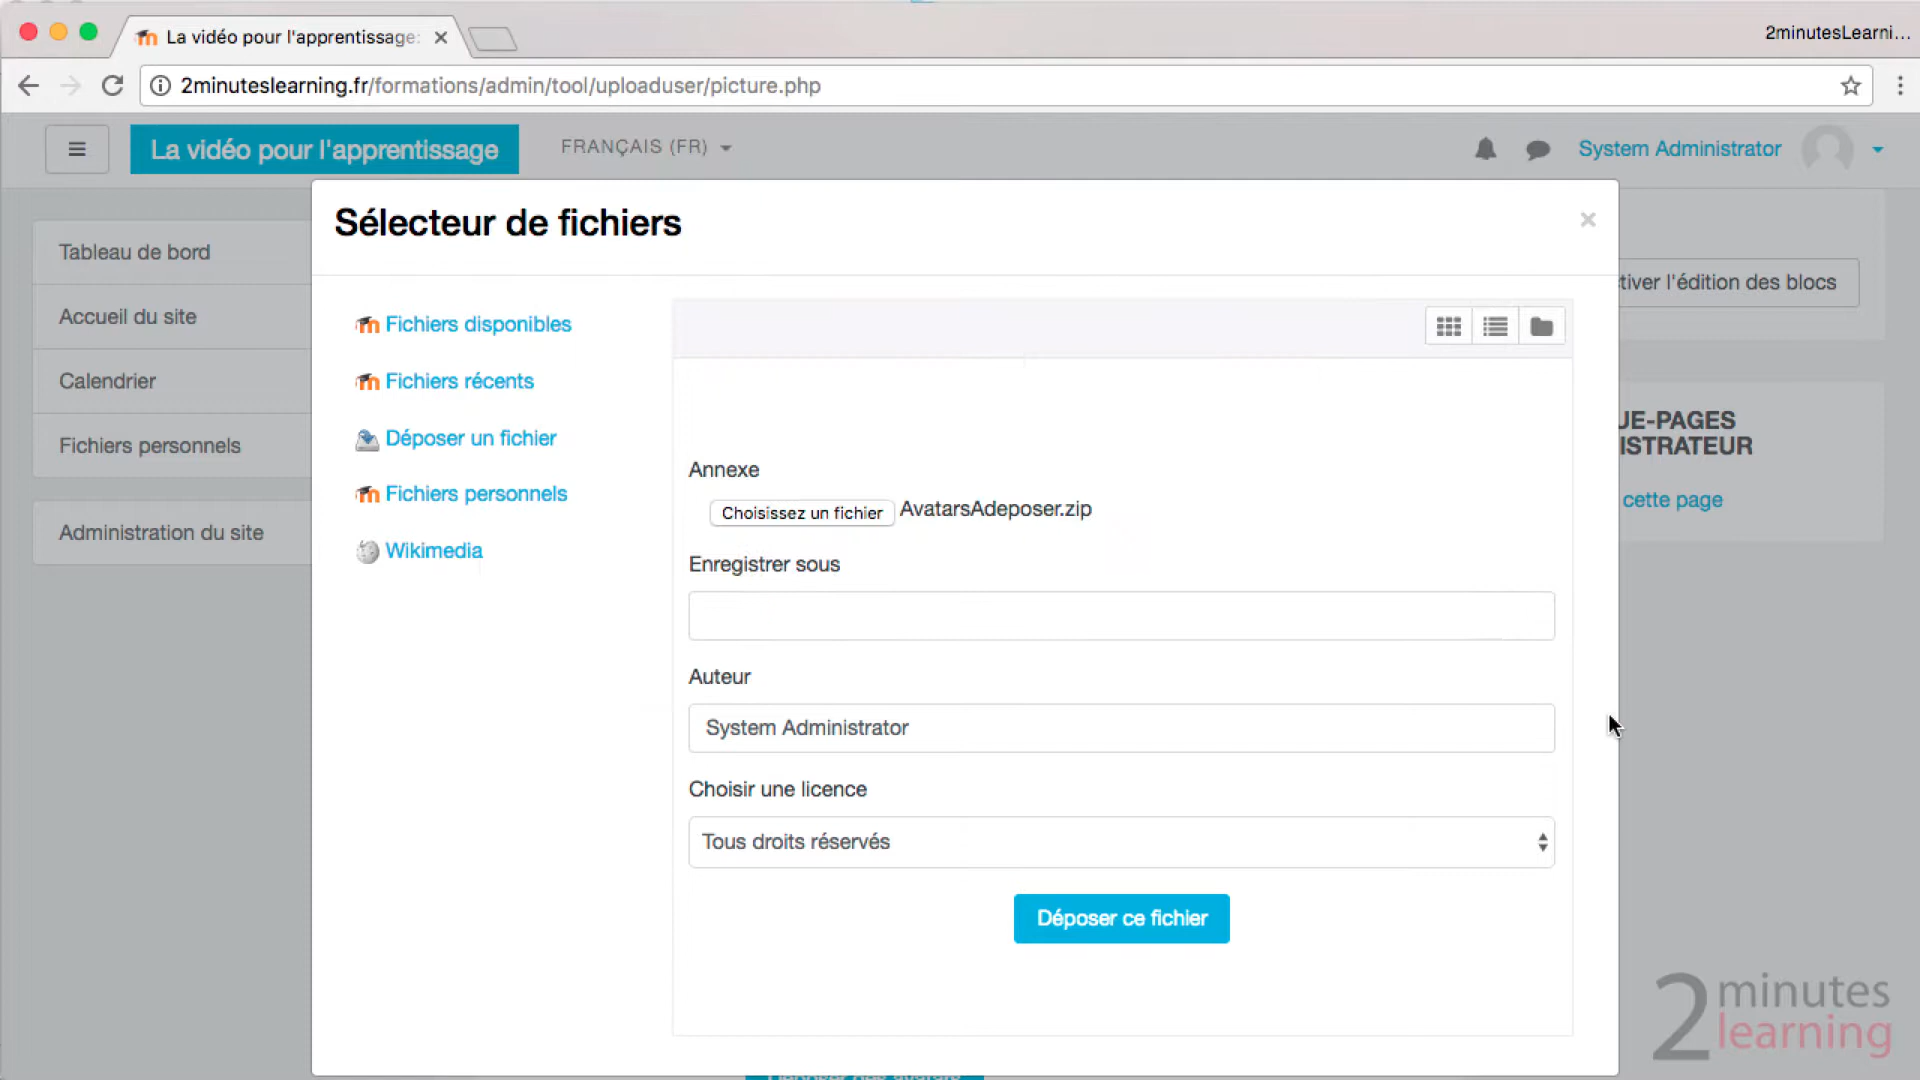 La vidéo pour l'apprentissage:
2minutesLearni...
2minuteslearning.fr/formations/admin/tool/uploaduser/picture.php
La vidéo pour l'apprentissage
FRANÇAIS (FR)
System Administrator
Sélecteur de fichiers
×
Tableau de bord
Accueil du site
Calendrier
Fichiers personnels
Administration du site
Fichiers disponibles
Fichiers récents
Déposer un fichier
Fichiers personnels
Wikimedia
Annexe
Choisissez un fichier AvatarsAdeposer.zip
Enregistrer sous
Auteur
System Administrator
Choisir une licence
Tous droits réservés
Déposer ce fichier
tiver l'édition des blocs
UE-PAGES
ISTRATEUR
cette page
2 minutes
learning